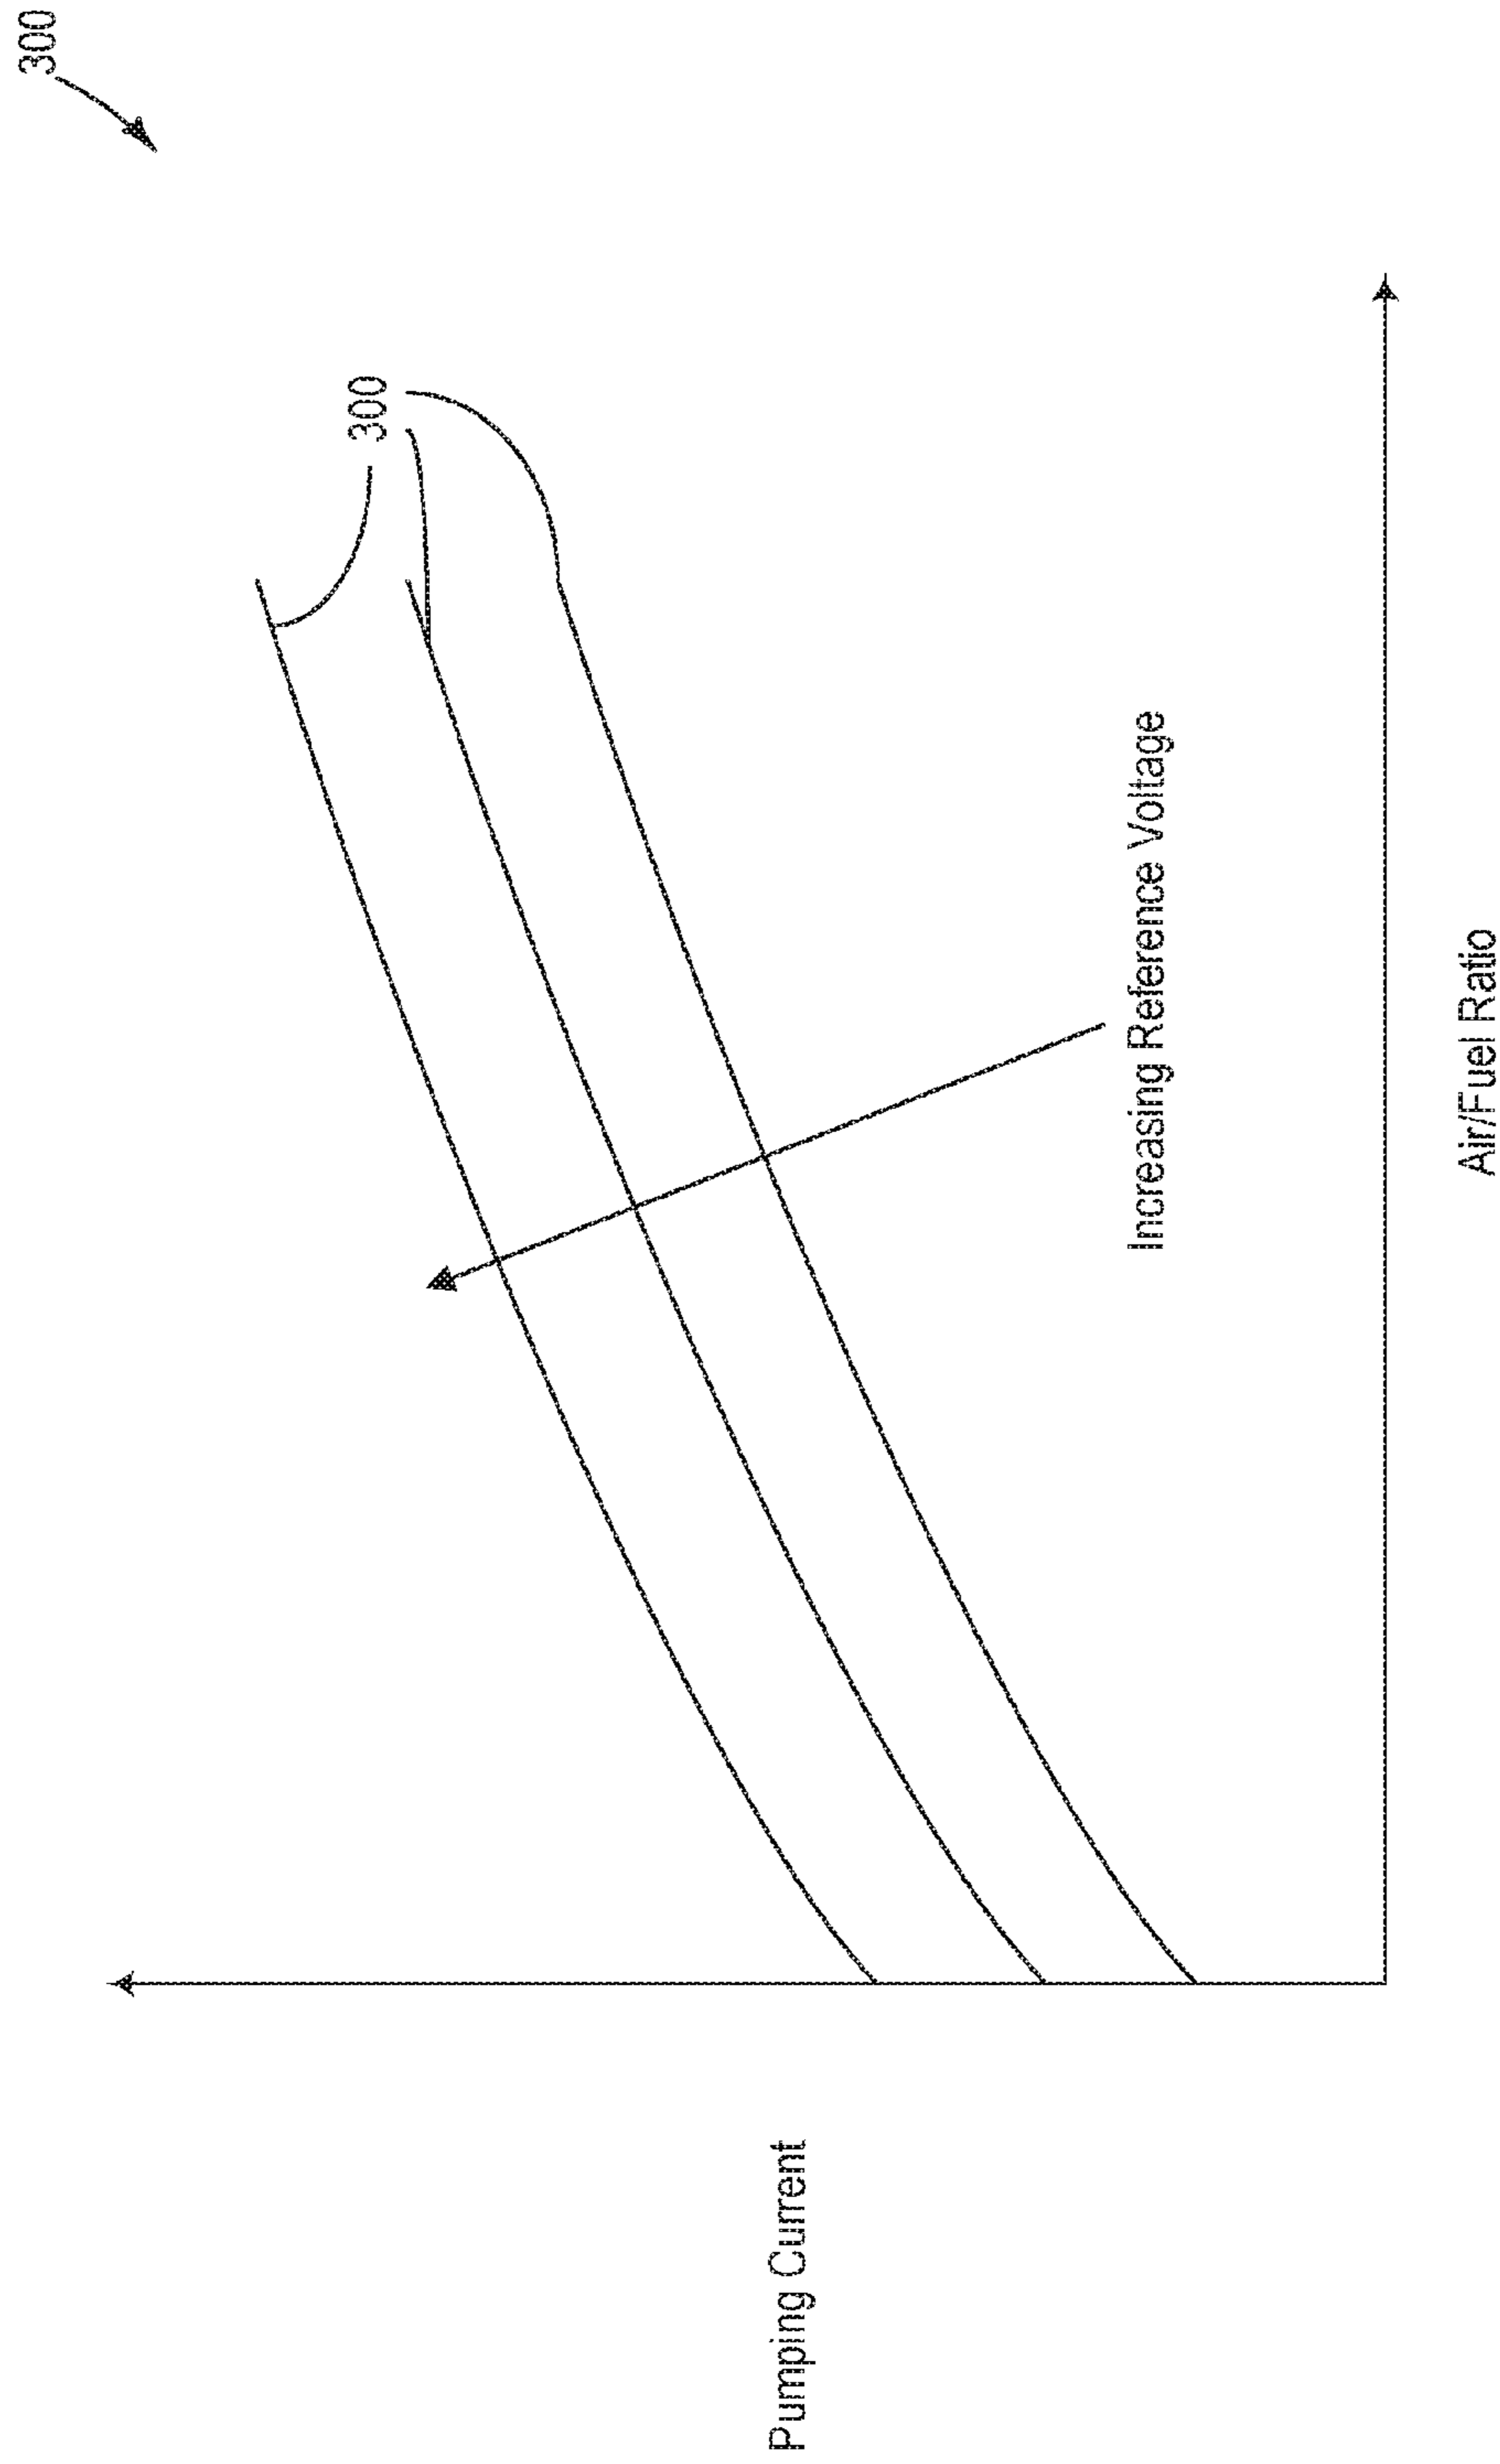 300
300
Increasing Reference Voltage
Pumping Current
Air/Fuel Ratio